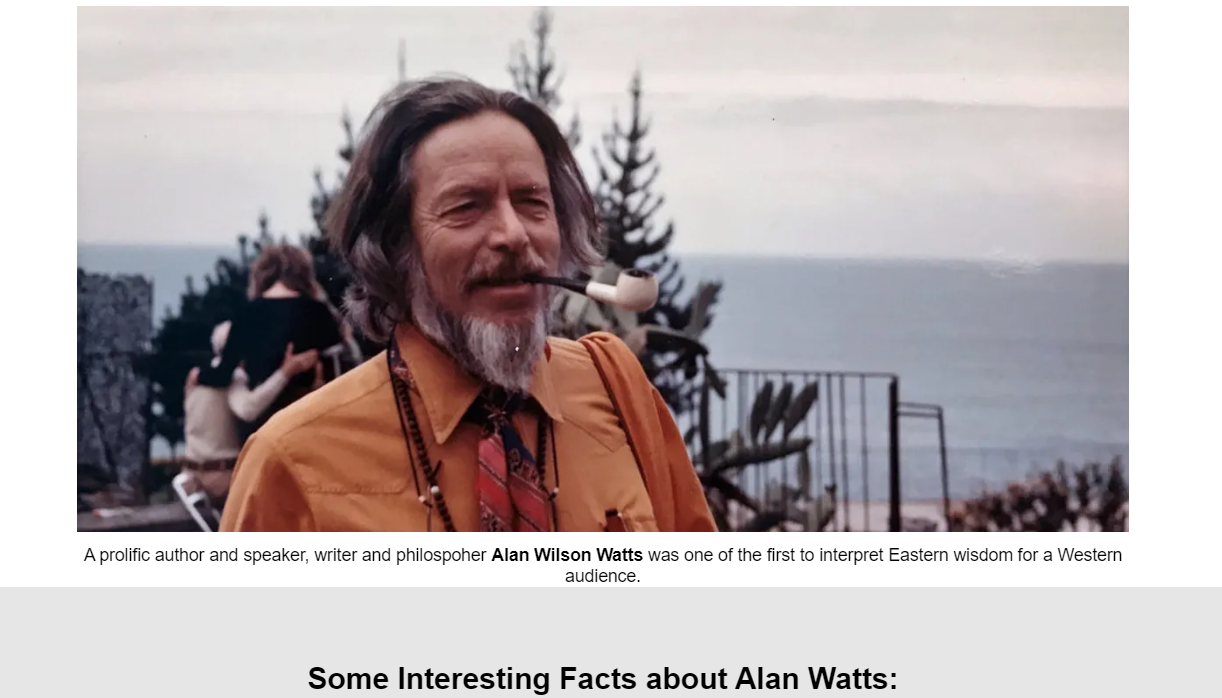 A prolific author and speaker, writer and philospoher Alan Wilson Watts was one of the first to interpret Eastern wisdom for a Western
audience.
Some Interesting Facts about Alan Watts: